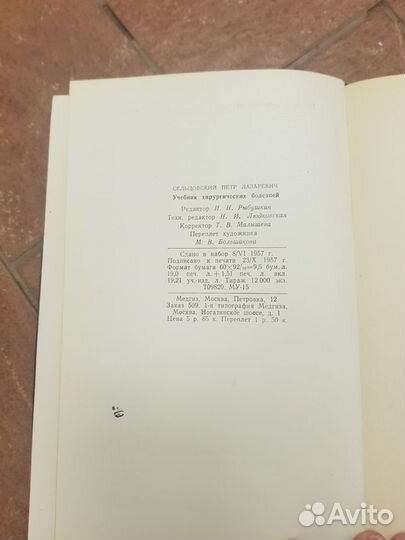 СЕЛЬЦОВСКИЙ ПЕТР ЛАЗАРЕВИЧ
Учебник хирургических болезней
Редактор И. Н. Рыбушкин
Техн. редактор Н. И. Людковская
Корректор Т. В. Малышева
Переплет художника
М. В. Большакова
Сдано в набор 8/VI 1957 г.
Подписано к печати 23/X 1957 г.
Формат бумаги 60×92/16=9,5 бум. л.
19,0 печ. л. + 1,51 печ. л. вкл.
19,21 уч.-изд. л. Тираж 12 000 экз.
Т09820. МУ-15
Медгиз, Москва, Петровка, 12
Заказ 509. 1-я типография Медгиза,
Москва, Ногатинское шоссе, д. 1
Цена 5 р. 85 к. Переплет 1 р. 50 к.
Avito